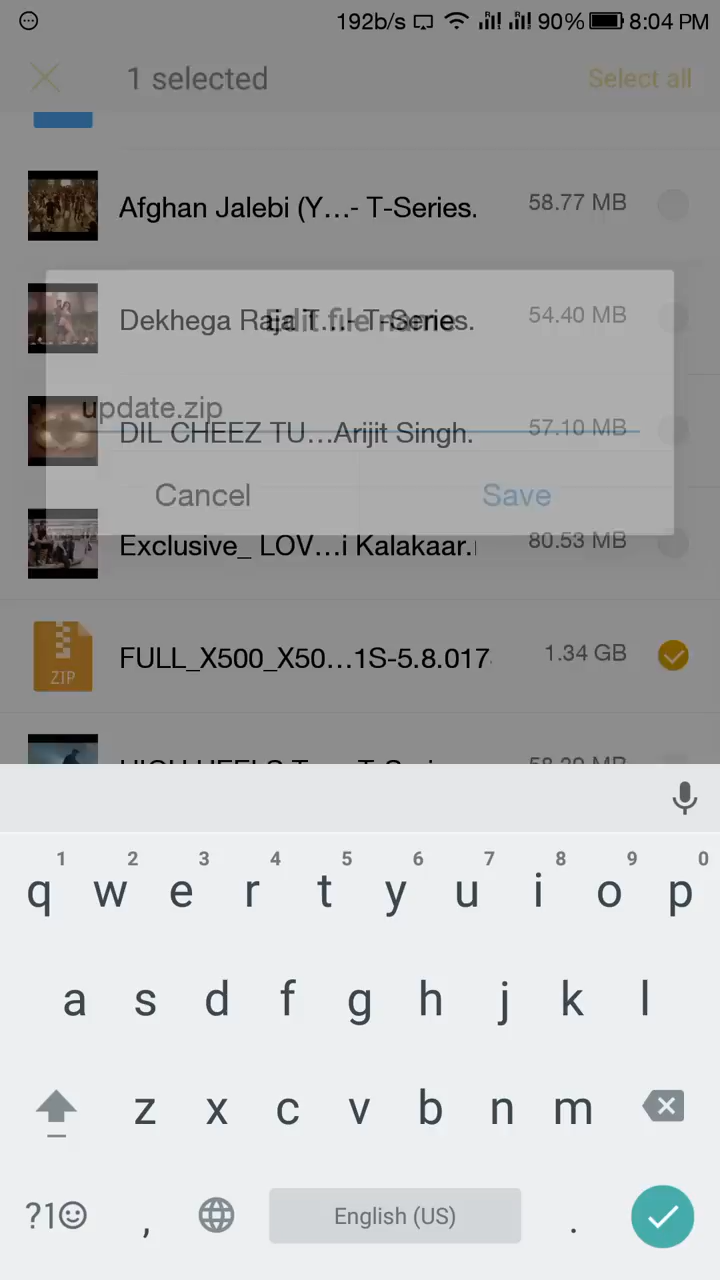 192b/s 90% 8:04 PM
1 selected Select all
Afghan Jalebi (Y...- T-Series. 58.77 MB
Dekhega Raja T...- T-Series. 54.40 MB
Edit file name
update.zip
DIL CHEEZ TU...Arijit Singh. 57.10 MB
Cancel Save
Exclusive_ LOV...i Kalakaar. 80.53 MB
FULL_X500_X50...1S-5.8.017 1.34 GB
ZIP
1 2 3 4 5 6 7 8 9 0
q w e r t y u i o p
a s d f g h j k l
z x c v b n m
?1 , English (US) .